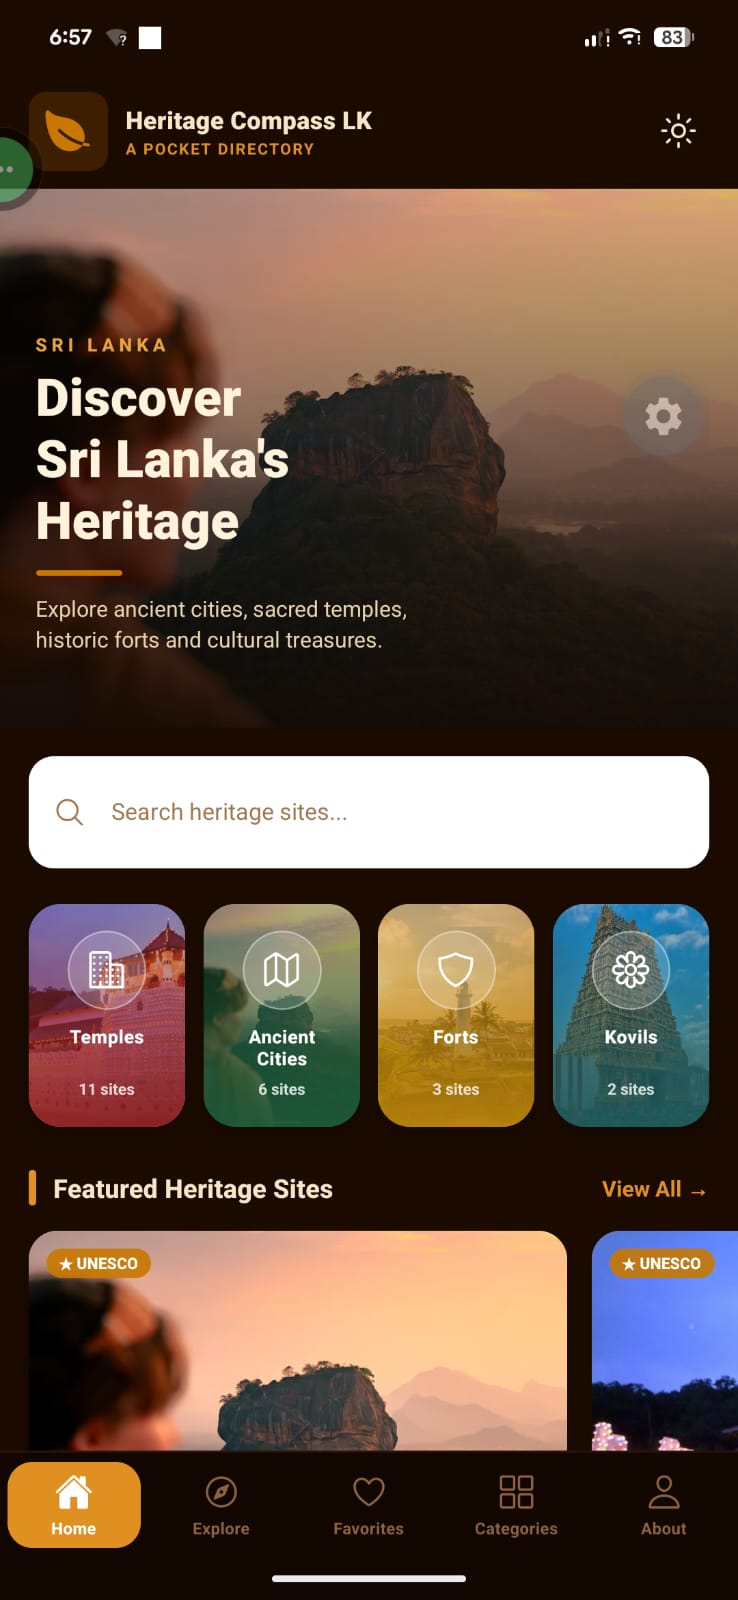 6:57
83
Heritage Compass LK
A POCKET DIRECTORY
SRI LANKA
Discover
Sri Lanka's
Heritage
Explore ancient cities, sacred temples,
historic forts and cultural treasures.
Search heritage sites...
Temples
11 sites
Ancient
Cities
6 sites
Forts
3 sites
Kovils
2 sites
Featured Heritage Sites
View All →
★ UNESCO
★ UNESCO
Home
Explore
Favorites
Categories
About